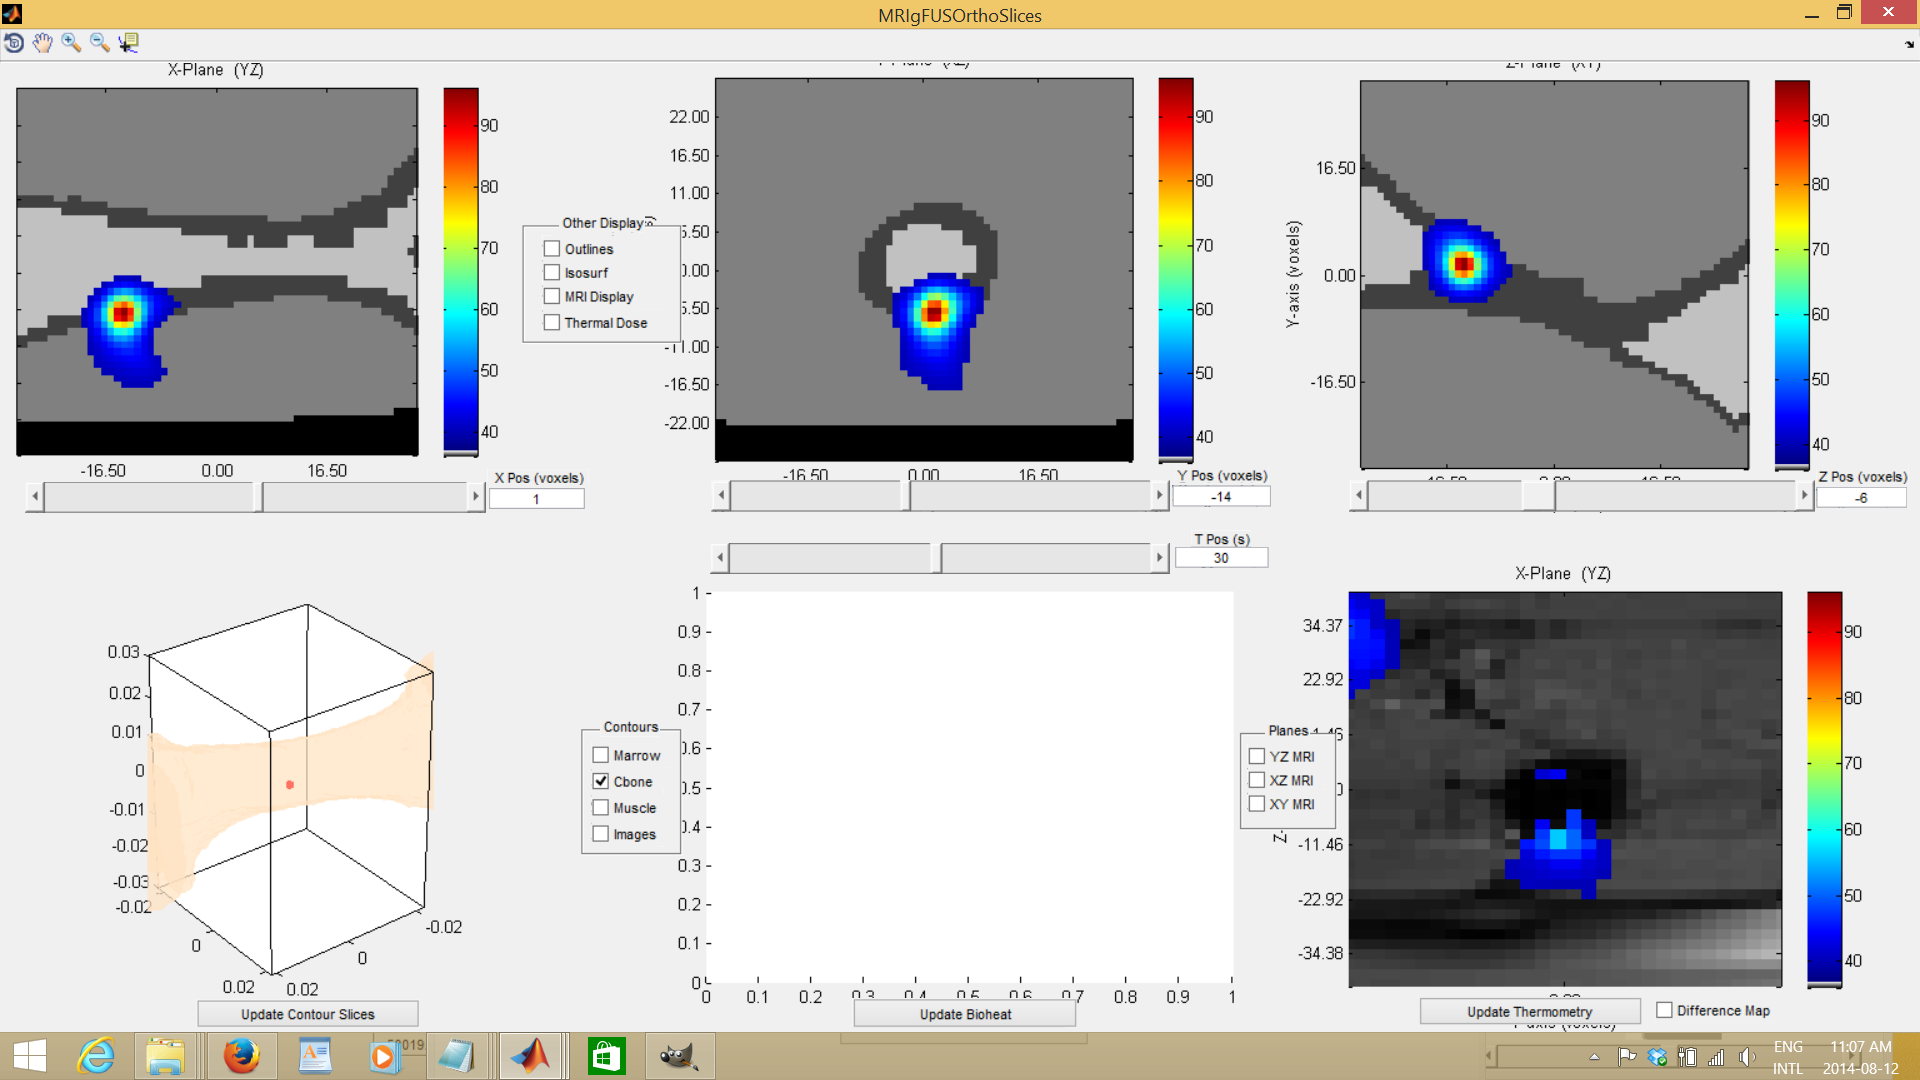 MRIgFUSOrthoSlices
X-Plane (YZ)
90
80
70
60
50
40
-16.50 0.00 16.50
X Pos (voxels)
1
Other Display
Outlines
Isosurf
MRI Display
Thermal Dose
22.00
16.50
11.00
5.50
0.00
-5.50
-11.00
-16.50
-22.00
-16.50 0.00 16.50
90
80
70
60
50
40
Y Pos (voxels)
-14
Z-Plane (XY)
Y-axis (voxels)
16.50
0.00
-16.50
90
80
70
60
50
40
Z Pos (voxels)
-6
T Pos (s)
30
0.03
0.02
0.01
0
-0.01
-0.02
-0.03
-0.02
0
0.02
0.02
0
-0.02
Update Contour Slices
Contours
Marrow
Cbone
Muscle
Images
1
0.9
0.8
0.7
0.6
0.5
0.4
0.3
0.2
0.1
0
0 0.1 0.2 0.3 0.4 0.5 0.6 0.7 0.8 0.9 1
Update Bioheat
X-Plane (YZ)
Planes
YZ MRI
XZ MRI
XY MRI
34.37
22.92
-11.46
-22.92
-34.38
90
80
70
60
50
40
Update Thermometry
Difference Map
50019
ENG
INTL
11:07 AM
2014-08-12